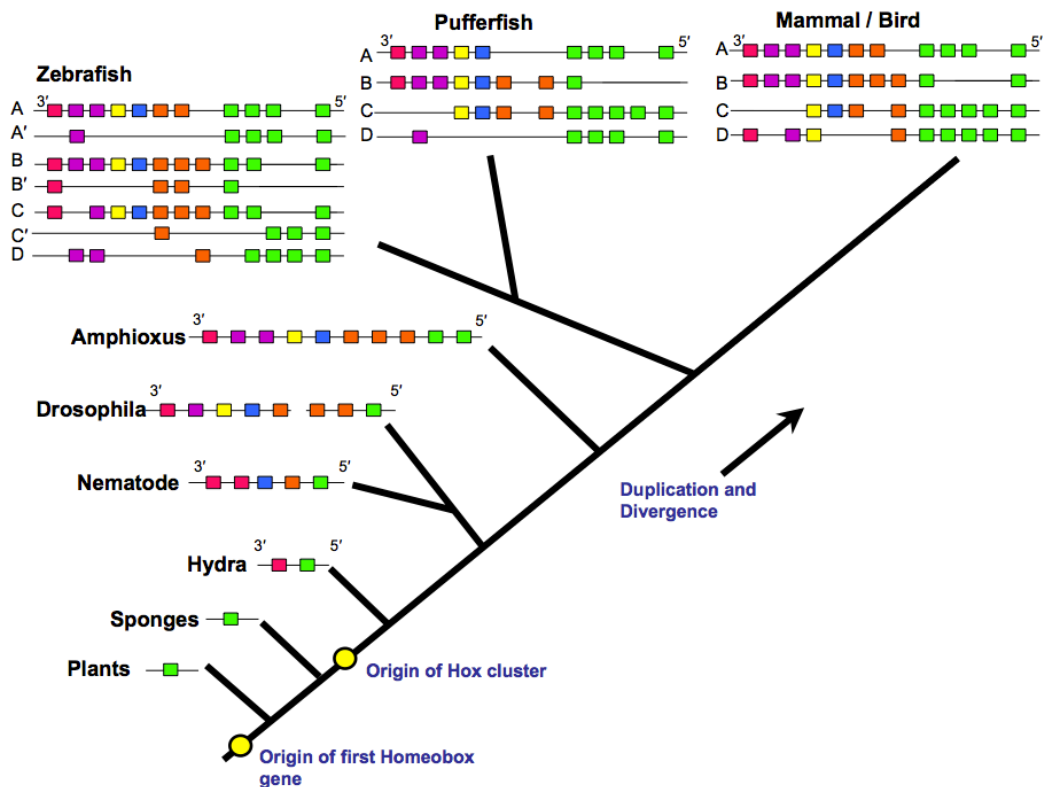 Pufferfish
Mammal / Bird
Zebrafish
3′ 5′
A
B
C
D
3′ 5′
A
B
C
D
3′ 5′
A
A′
B
B′
C
C′
D
Amphioxus 3′ 5′
Drosophila 3′ 5′
Nematode 3′ 5′
Hydra 3′ 5′
Sponges
Plants
Duplication and
Divergence
Origin of Hox cluster
Origin of first Homeobox
gene